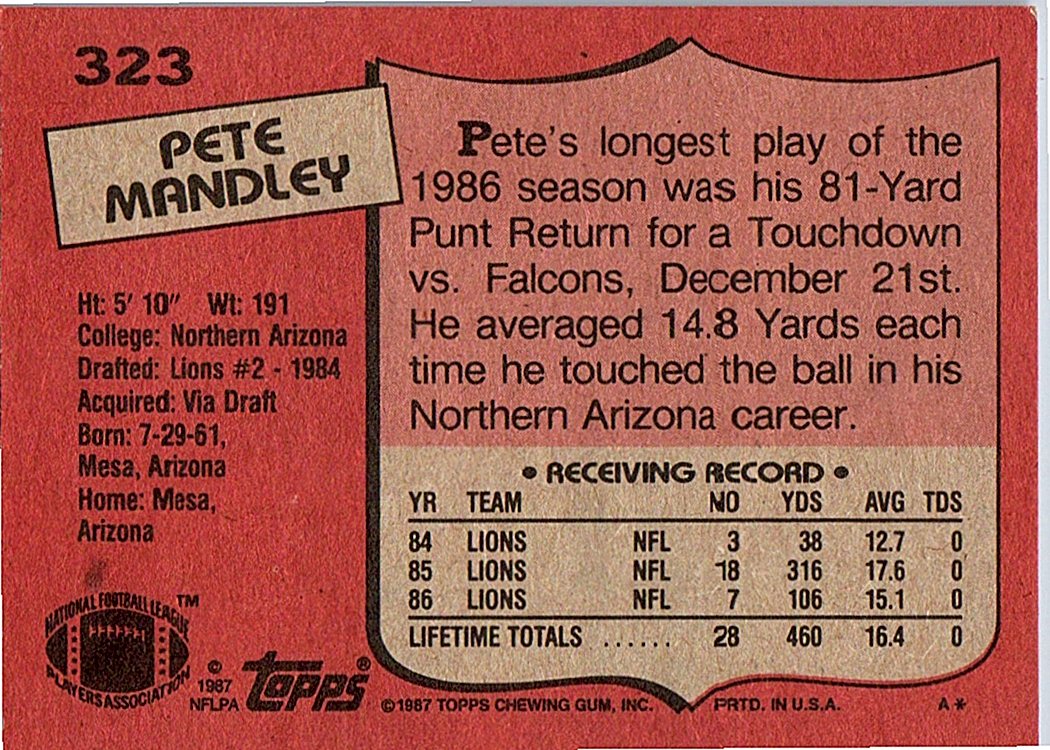 323
PETE
MANDLEY
Ht: 5' 10" Wt: 191
College: Northern Arizona
Drafted: Lions #2 - 1984
Acquired: Via Draft
Born: 7-29-61,
Mesa, Arizona
Home: Mesa,
Arizona
NATIONAL FOOTBALL LEAGUE™
PLAYERS ASSOCIATION
© 1987 NFLPA
topps®
Pete's longest play of the
1986 season was his 81-Yard
Punt Return for a Touchdown
vs. Falcons, December 21st.
He averaged 14.8 Yards each
time he touched the ball in his
Northern Arizona career.
• RECEIVING RECORD •
YR TEAM NO YDS AVG TDS
84 LIONS NFL 3 38 12.7 0
85 LIONS NFL 18 316 17.6 0
86 LIONS NFL 7 106 15.1 0
LIFETIME TOTALS ...... 28 460 16.4 0
©1987 TOPPS CHEWING GUM, INC. PRTD. IN U.S.A. A*